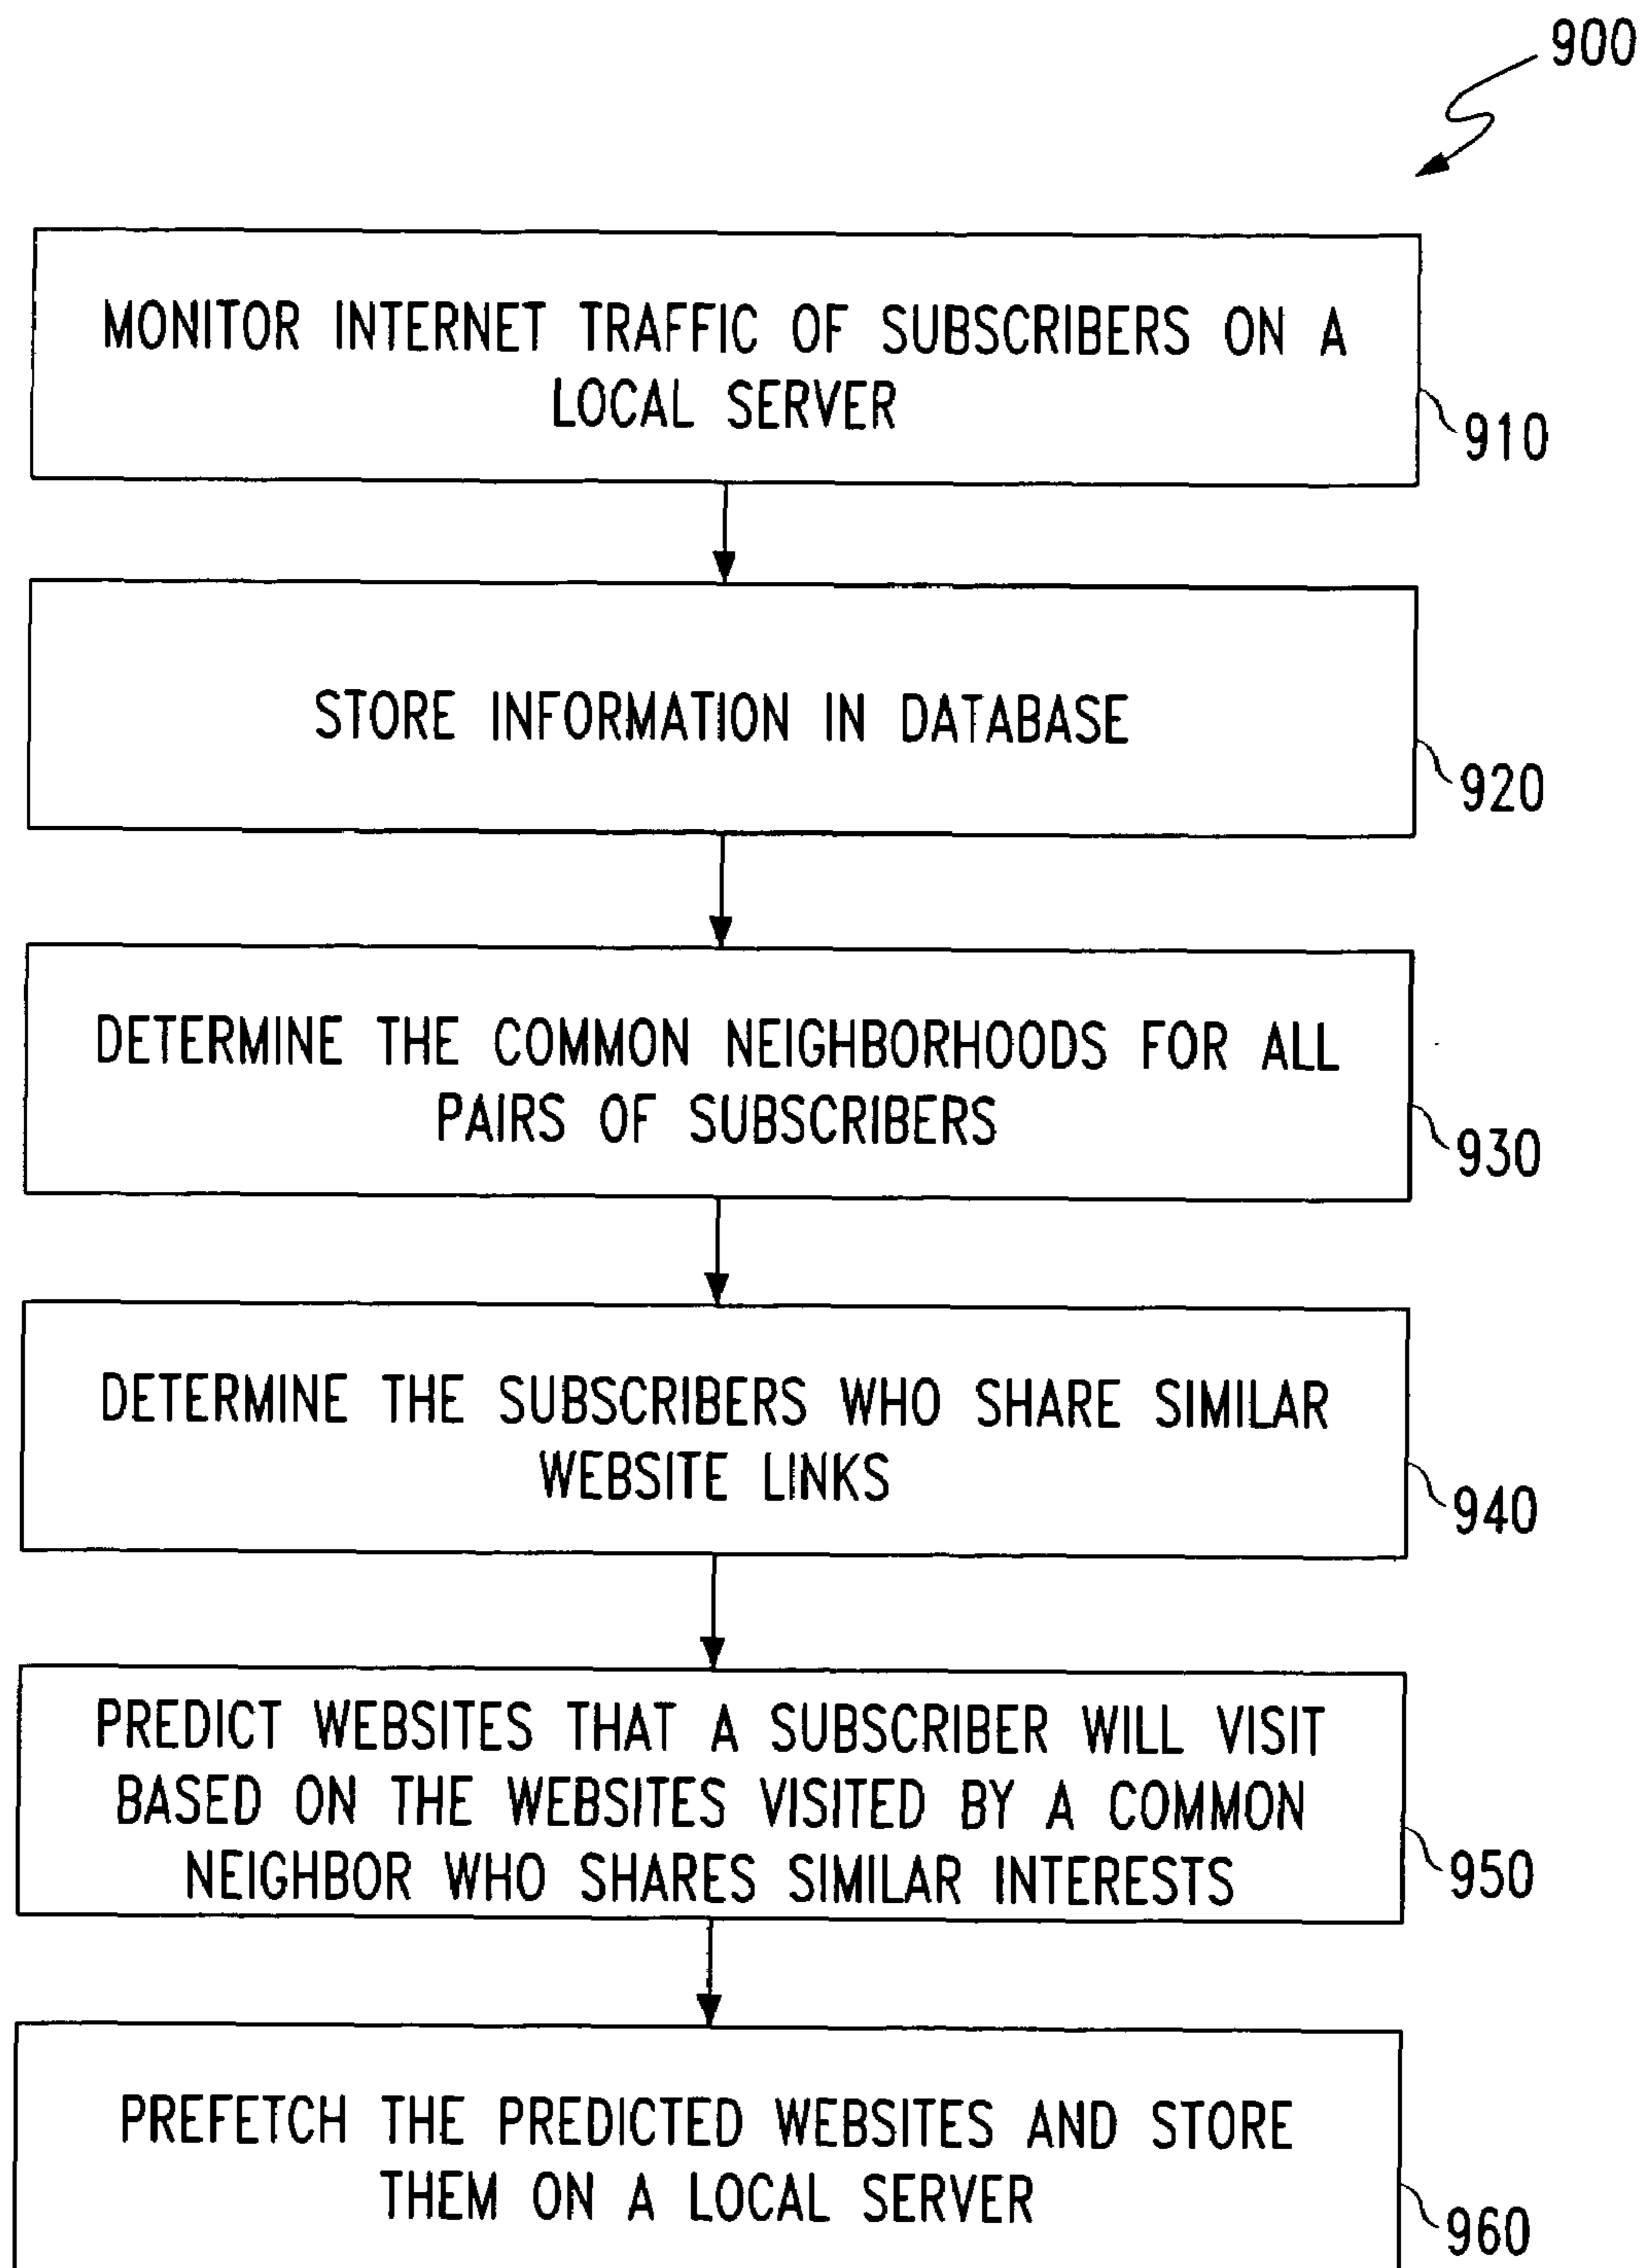 900
MONITOR INTERNET TRAFFIC OF SUBSCRIBERS ON A
LOCAL SERVER
910
STORE INFORMATION IN DATABASE
920
DETERMINE THE COMMON NEIGHBORHOODS FOR ALL
PAIRS OF SUBSCRIBERS
930
DETERMINE THE SUBSCRIBERS WHO SHARE SIMILAR
WEBSITE LINKS
940
PREDICT WEBSITES THAT A SUBSCRIBER WILL VISIT
BASED ON THE WEBSITES VISITED BY A COMMON
NEIGHBOR WHO SHARES SIMILAR INTERESTS
950
PREFETCH THE PREDICTED WEBSITES AND STORE
THEM ON A LOCAL SERVER
960